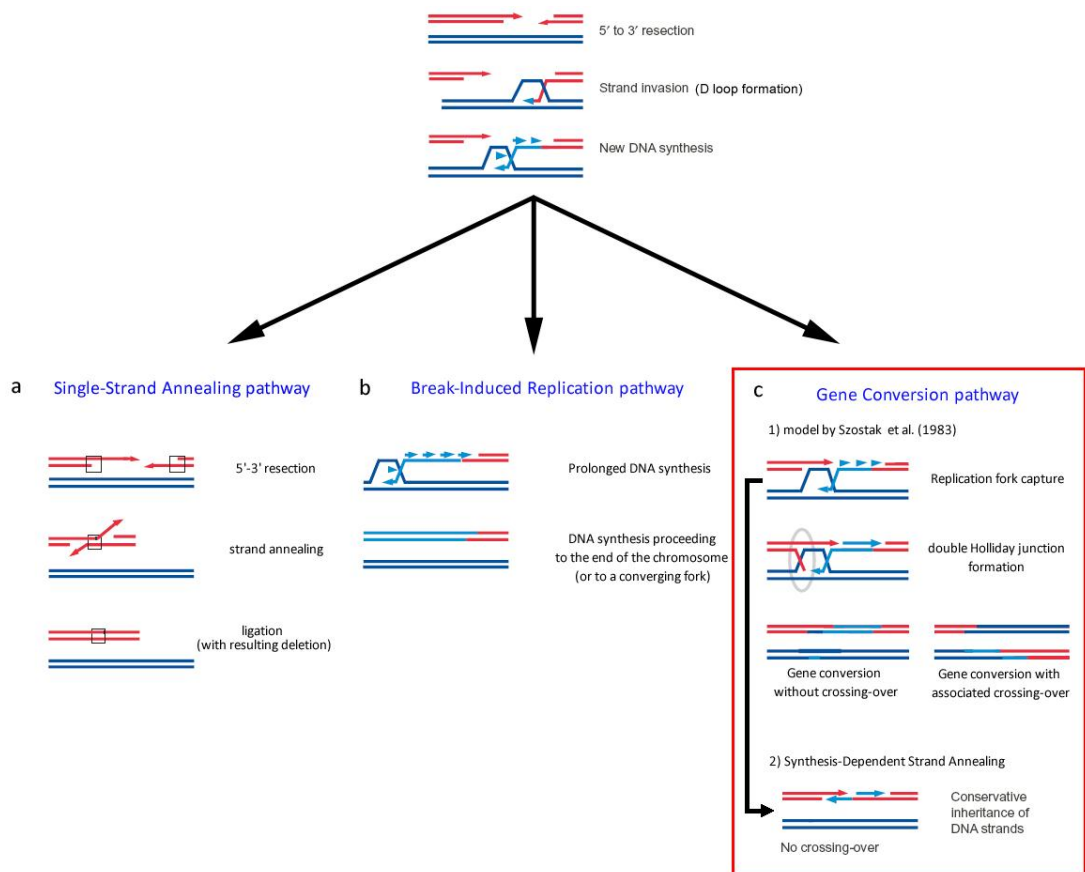 5′ to 3′ resection
Strand invasion (D loop formation)
New DNA synthesis
a
Single-Strand Annealing pathway
5'-3' resection
strand annealing
ligation
(with resulting deletion)
b
Break-Induced Replication pathway
Prolonged DNA synthesis
DNA synthesis proceeding
to the end of the chromosome
(or to a converging fork)
c
Gene Conversion pathway
1) model by Szostak et al. (1983)
Replication fork capture
double Holliday junction
formation
Gene conversion
without crossing-over
Gene conversion with
associated crossing-over
2) Synthesis-Dependent Strand Annealing
Conservative
inheritance of
DNA strands
No crossing-over